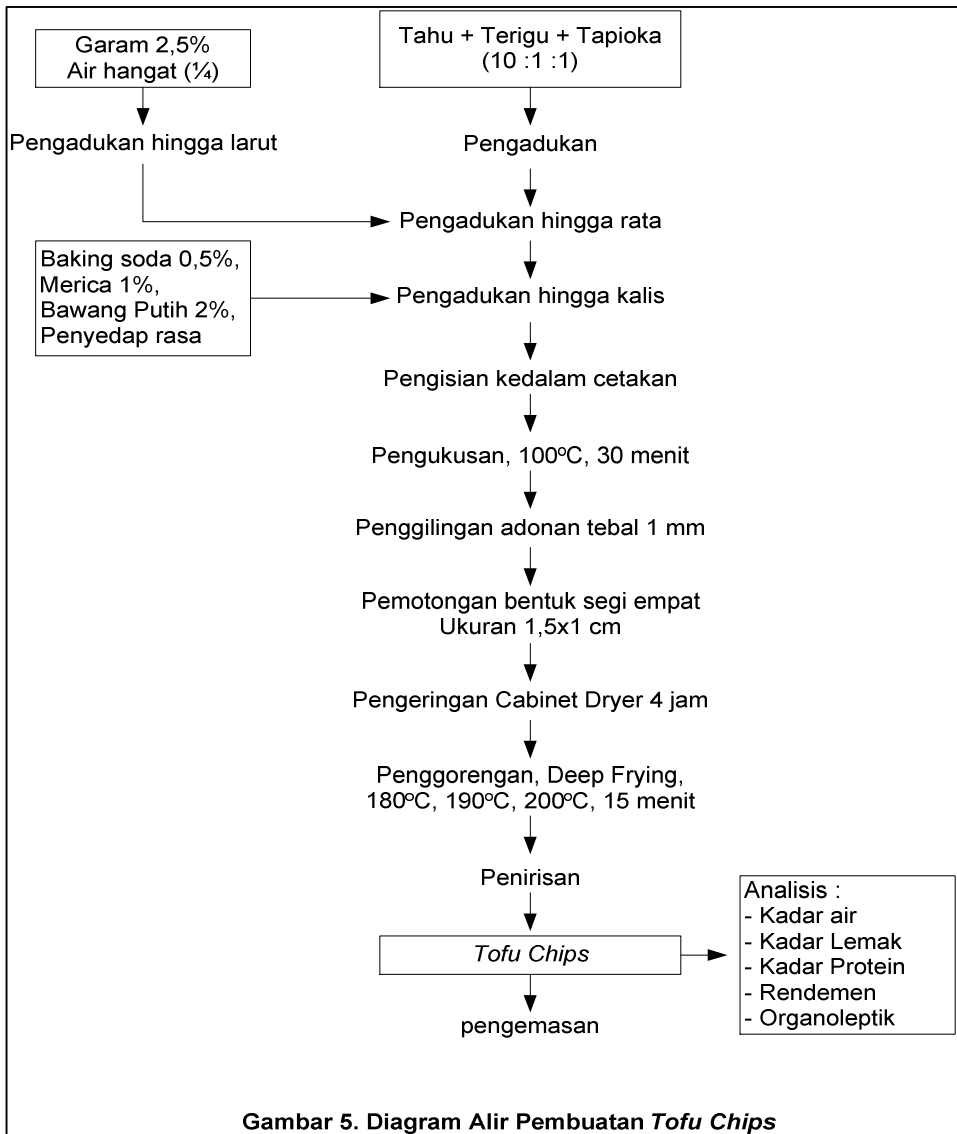 Garam 2,5%
Air hangat (¼)
Tahu + Terigu + Tapioka
(10 :1 :1)
Pengadukan hingga larut
Pengadukan
Pengadukan hingga rata
Baking soda 0,5%,
Merica 1%,
Bawang Putih 2%,
Penyedap rasa
Pengadukan hingga kalis
Pengisian kedalam cetakan
Pengukusan, 100ºC, 30 menit
Penggilingan adonan tebal 1 mm
Pemotongan bentuk segi empat
Ukuran 1,5x1 cm
Pengeringan Cabinet Dryer 4 jam
Penggorengan, Deep Frying,
180ºC, 190ºC, 200ºC, 15 menit
Penirisan
Tofu Chips
Analisis :
- Kadar air
- Kadar Lemak
- Kadar Protein
- Rendemen
- Organoleptik
pengemasan
Gambar 5. Diagram Alir Pembuatan Tofu Chips